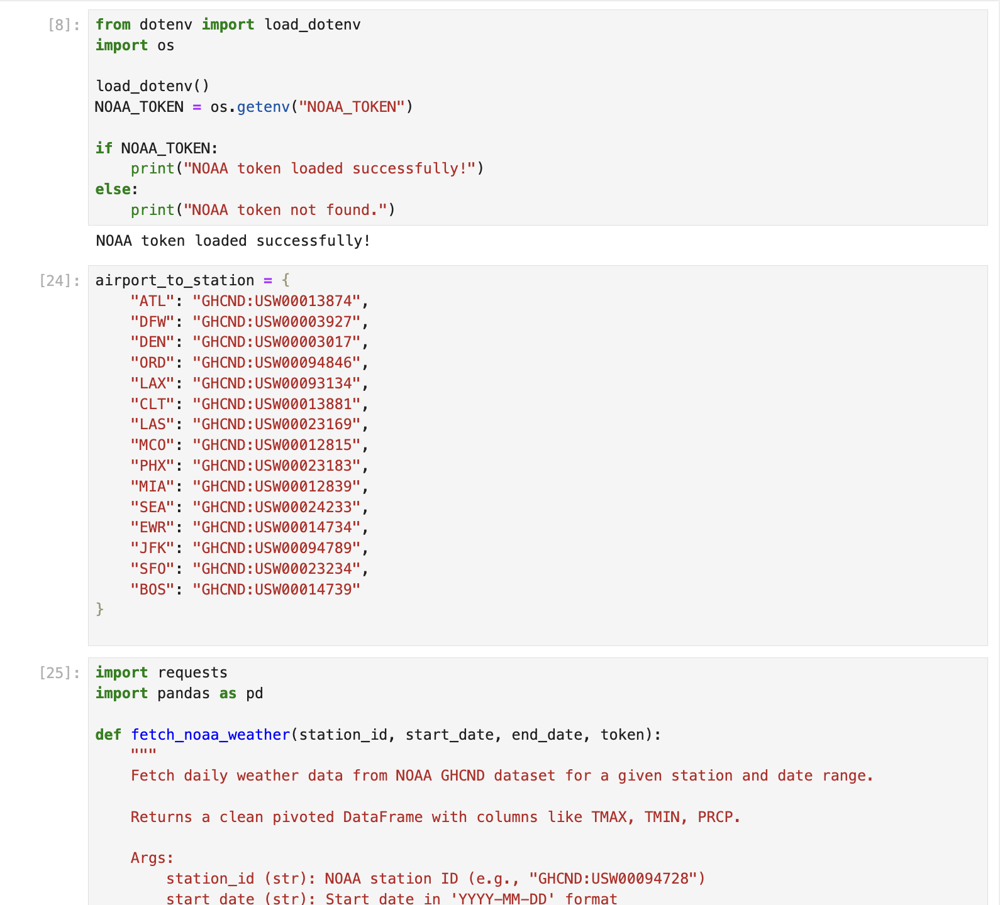 [8]:
from dotenv import load_dotenv
import os
load_dotenv()
NOAA_TOKEN = os.getenv("NOAA_TOKEN")
if NOAA_TOKEN:
    print("NOAA token loaded successfully!")
else:
    print("NOAA token not found.")
NOAA token loaded successfully!
[24]:
airport_to_station = {
    "ATL": "GHCND:USW00013874",
    "DFW": "GHCND:USW00003927",
    "DEN": "GHCND:USW00003017",
    "ORD": "GHCND:USW00094846",
    "LAX": "GHCND:USW00093134",
    "CLT": "GHCND:USW00013881",
    "LAS": "GHCND:USW00023169",
    "MCO": "GHCND:USW00012815",
    "PHX": "GHCND:USW00023183",
    "MIA": "GHCND:USW00012839",
    "SEA": "GHCND:USW00024233",
    "EWR": "GHCND:USW00014734",
    "JFK": "GHCND:USW00094789",
    "SFO": "GHCND:USW00023234",
    "BOS": "GHCND:USW00014739"
}
[25]:
import requests
import pandas as pd
def fetch_noaa_weather(station_id, start_date, end_date, token):
    """
    Fetch daily weather data from NOAA GHCND dataset for a given station and date range.
    Returns a clean pivoted DataFrame with columns like TMAX, TMIN, PRCP.
    Args:
        station_id (str): NOAA station ID (e.g., "GHCND:USW00094728")
        start_date (str): Start date in 'YYYY-MM-DD' format